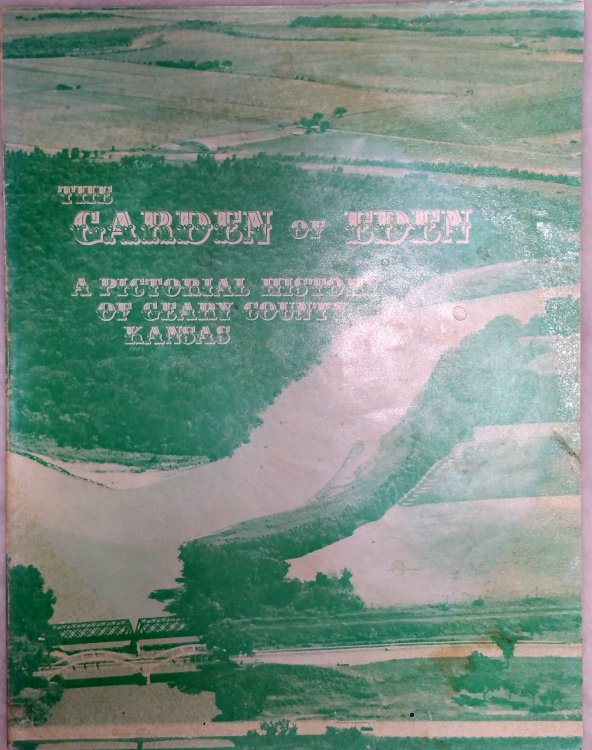 THE
GARDEN OF EDEN
A PICTORIAL HISTORY
OF GEARY COUNTY
KANSAS